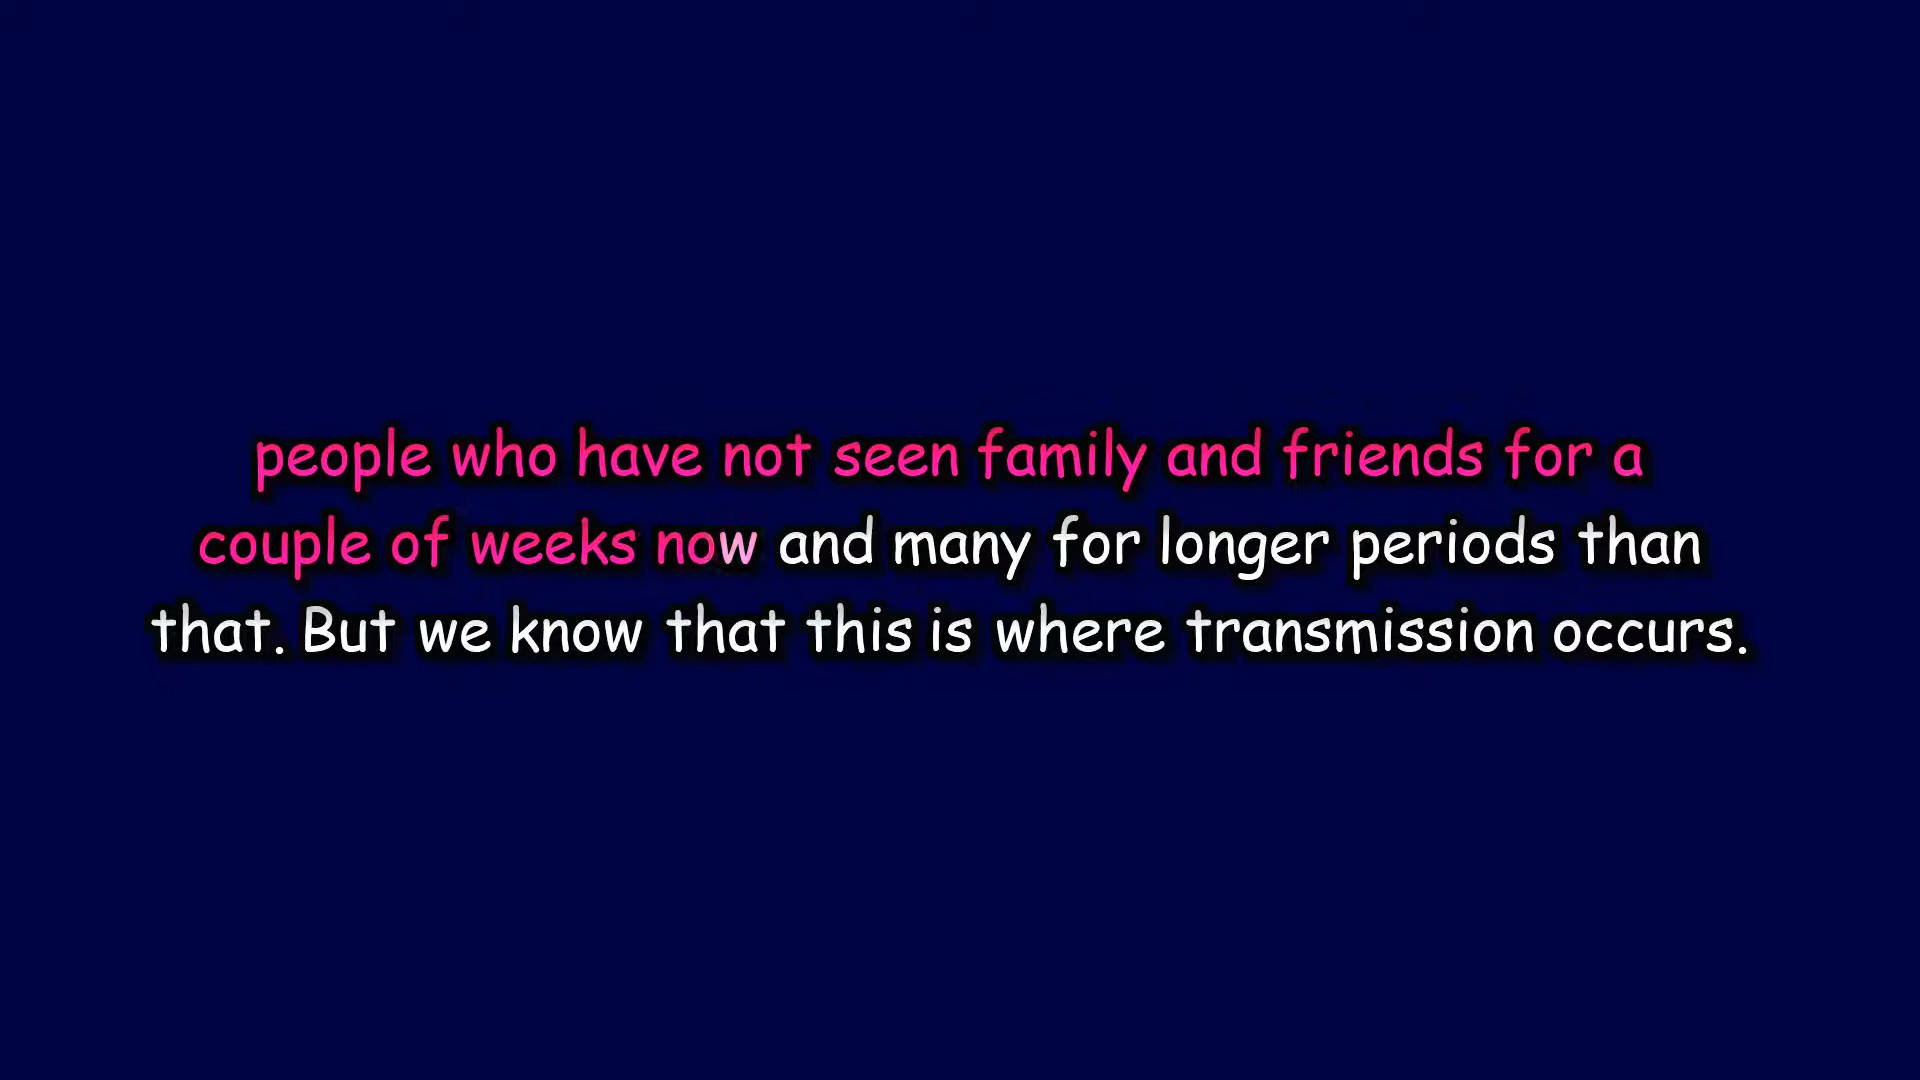 people who have not seen family and friends for a
couple of weeks now and many for longer periods than
that. But we know that this is where transmission occurs.